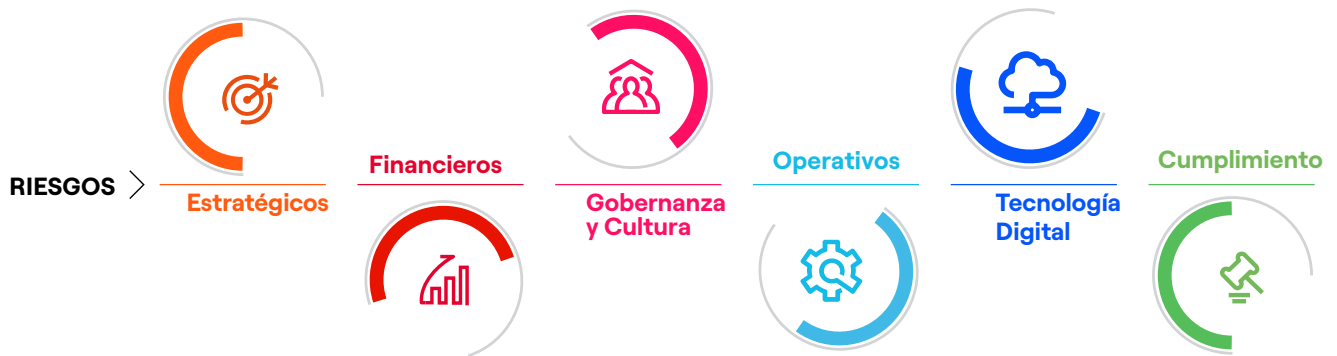 RIESGOS
Estratégicos
Financieros
Gobernanza
y Cultura
Operativos
Tecnología
Digital
Cumplimiento